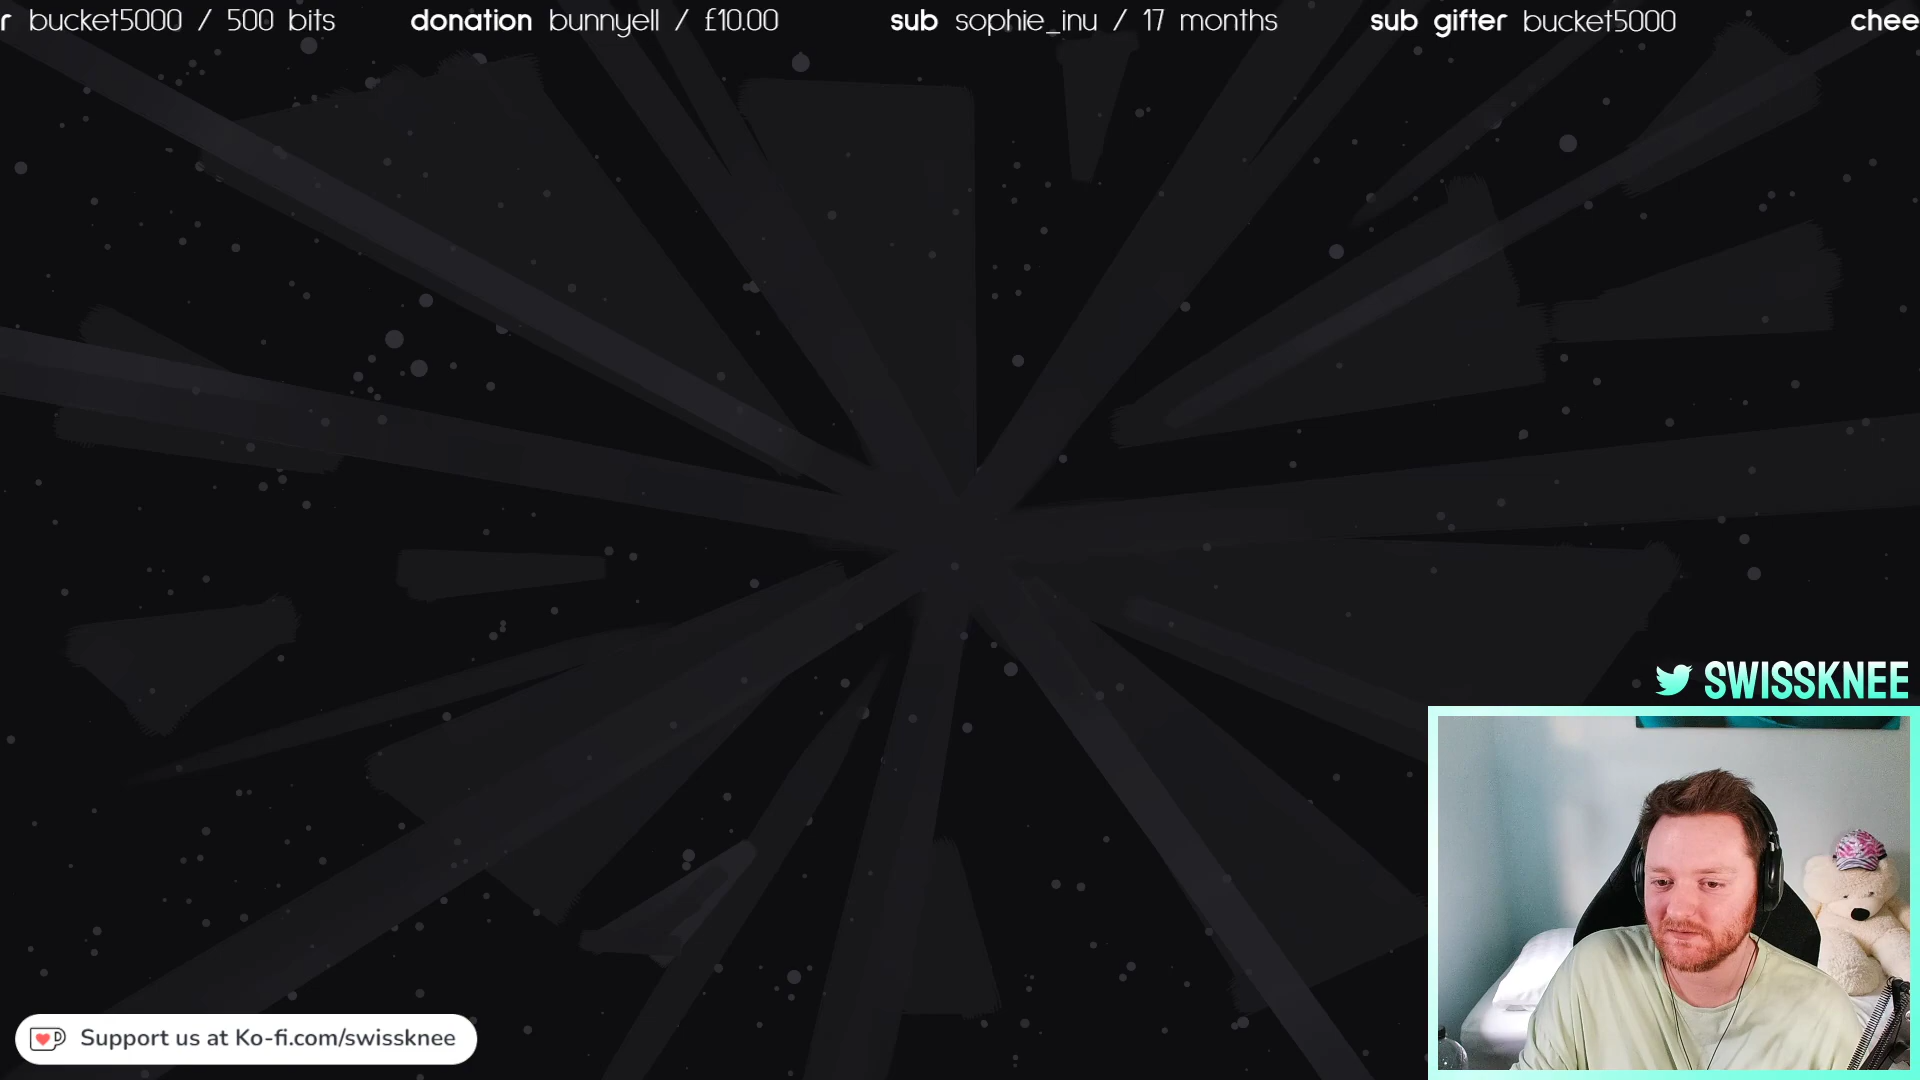 r bucket5000 / 500 bits donation bunnyell / £10.00 sub sophie_inu / 17 months sub gifter bucket5000 chee
SWISSKNEE
Support us at Ko-fi.com/swissknee